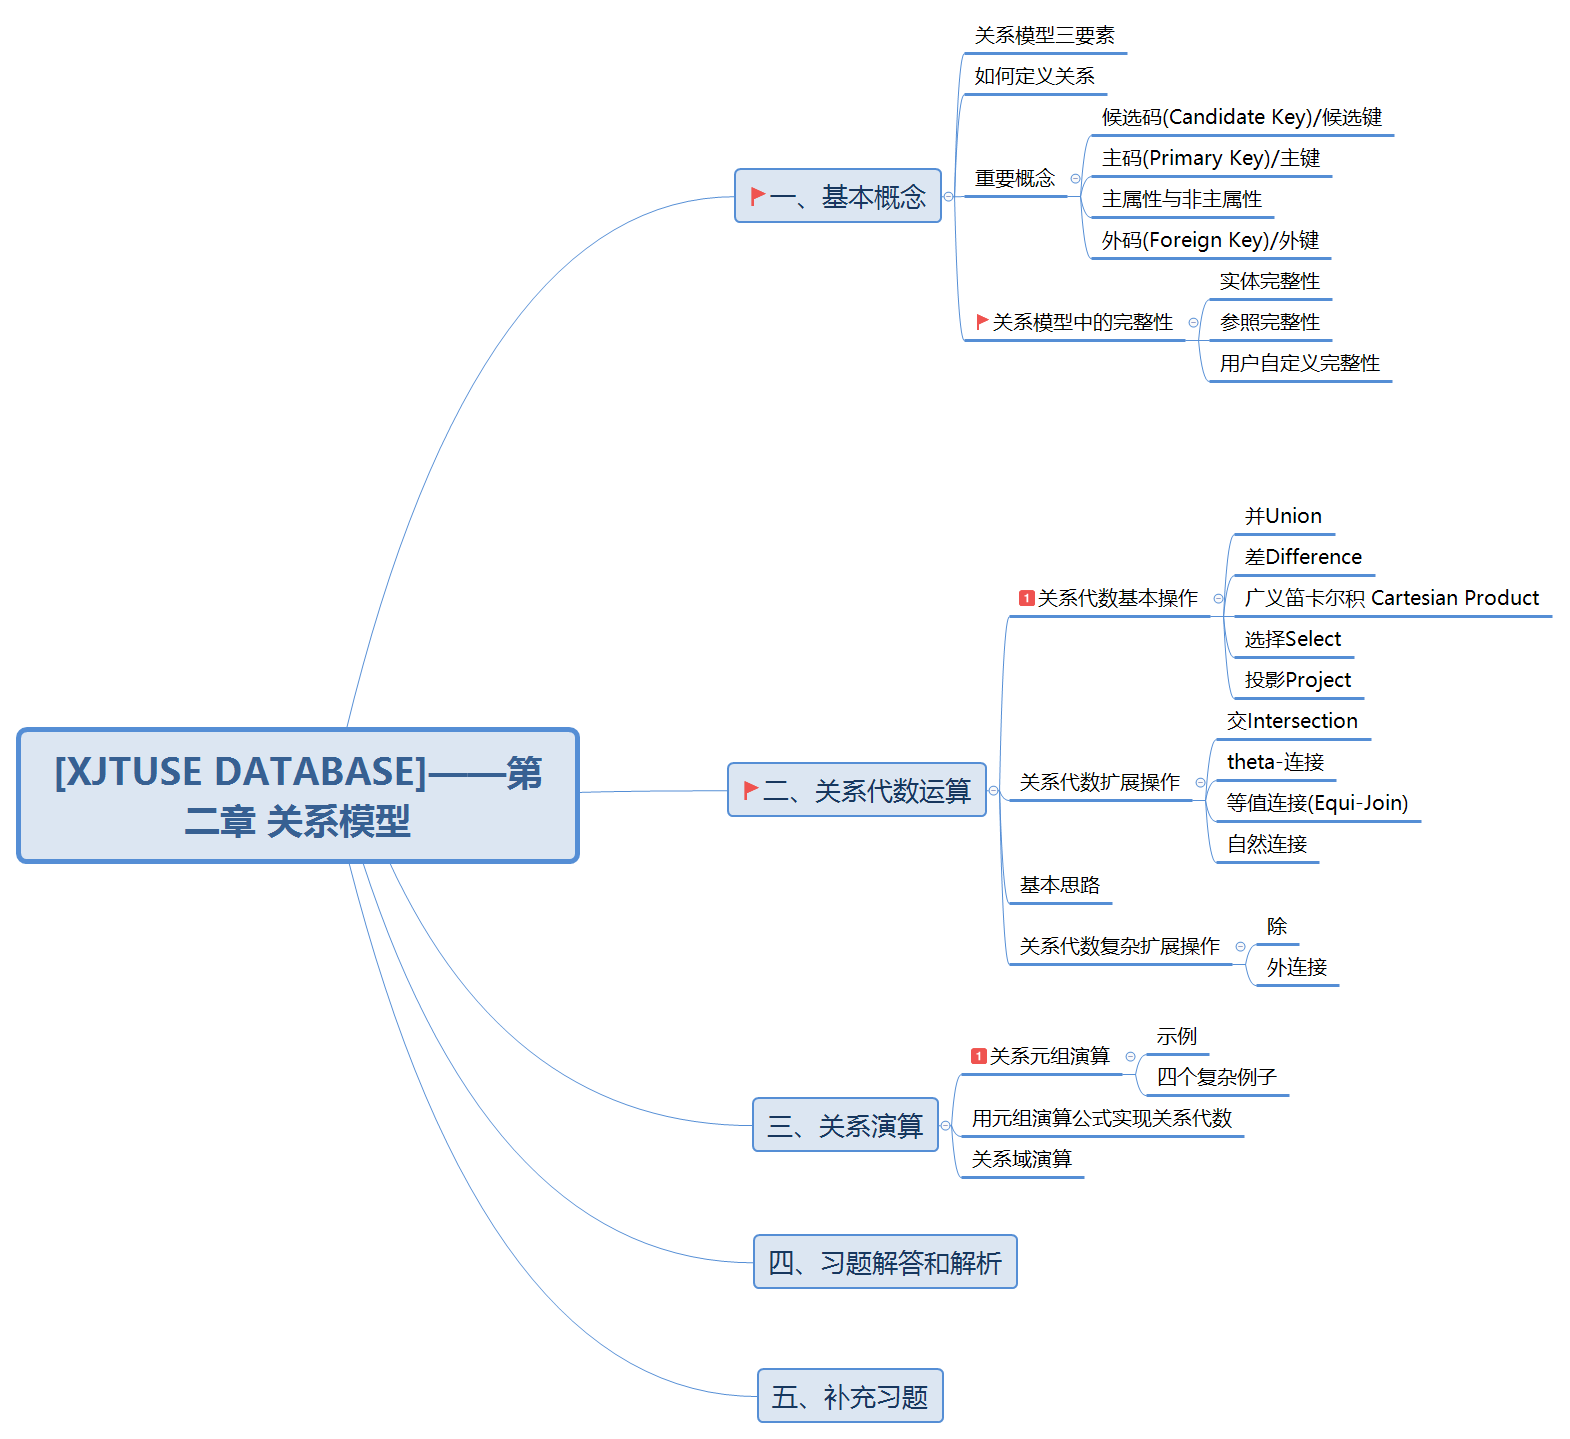 [XJTUSE DATABASE]——第
二章 关系模型
一、基本概念
关系模型三要素
如何定义关系
重要概念
候选码(Candidate Key)/候选键
主码(Primary Key)/主键
主属性与非主属性
外码(Foreign Key)/外键
关系模型中的完整性
实体完整性
参照完整性
用户自定义完整性
二、关系代数运算
1 关系代数基本操作
并Union
差Difference
广义笛卡尔积 Cartesian Product
选择Select
投影Project
关系代数扩展操作
交Intersection
theta-连接
等值连接(Equi-Join)
自然连接
基本思路
关系代数复杂扩展操作
除
外连接
三、关系演算
1 关系元组演算
示例
四个复杂例子
用元组演算公式实现关系代数
关系域演算
四、习题解答和解析
五、补充习题